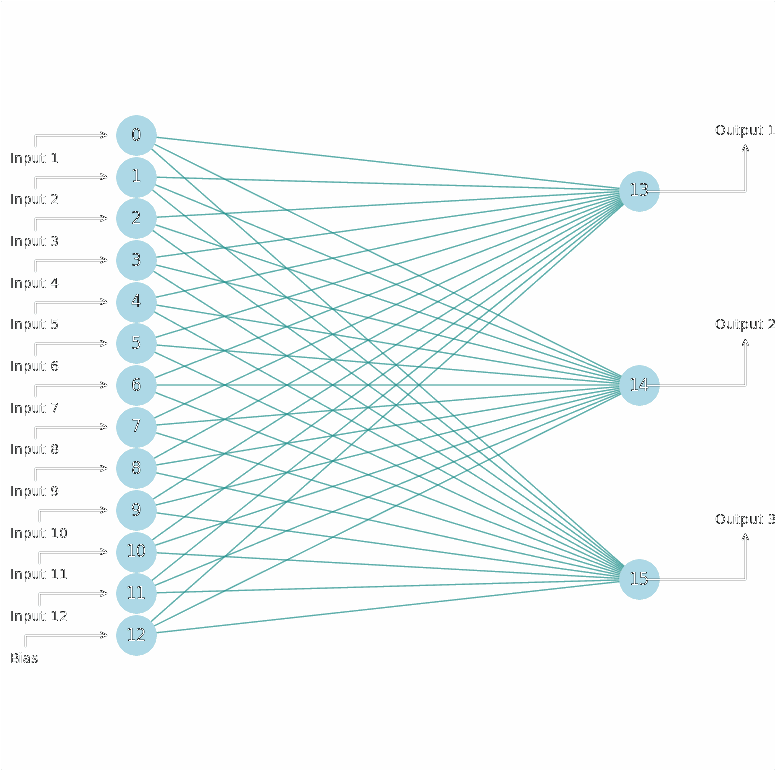 0
Input 1
1
Input 2
2
Input 3
3
Input 4
4
Input 5
5
Input 6
6
Input 7
7
Input 8
8
Input 9
9
Input 10
10
Input 11
11
Input 12
12
Bias
13
Output 1
14
Output 2
15
Output 3